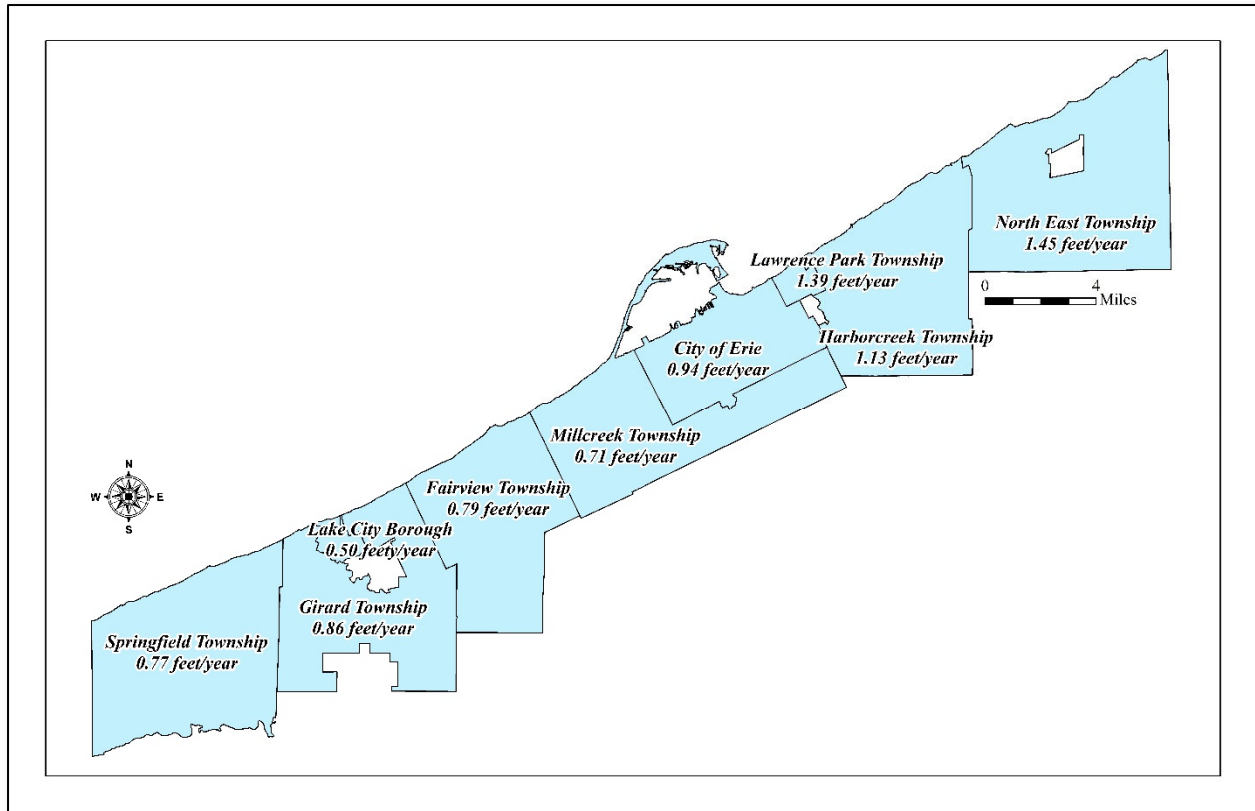 North East Township
1.45 feet/year
Lawrence Park Township
1.39 feet/year
0
4
Miles
Harborcreek Township
1.13 feet/year
City of Erie
0.94 feet/year
Millcreek Township
0.71 feet/year
Fairview Township
0.79 feet/year
N
W
E
S
Lake City Borough
0.50 feety/year
Girard Township
0.86 feet/year
Springfield Township
0.77 feet/year